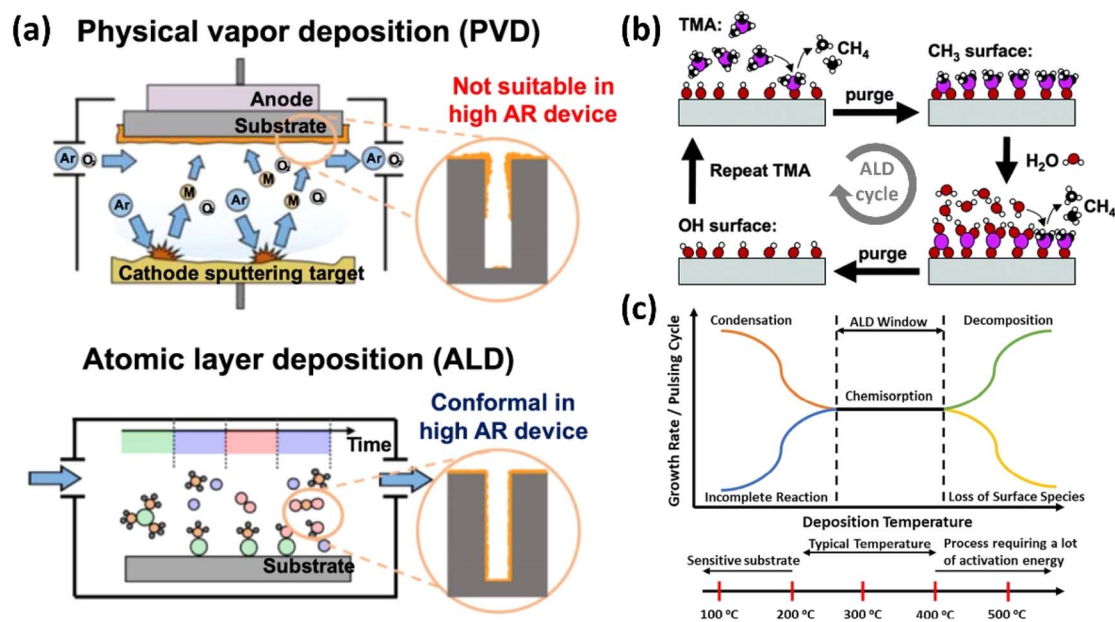 (a)
Physical vapor deposition (PVD)
Anode
Substrate
Ar
O₂
Ar
O₂
O₂
M
O₂
M
Ar
O₂
Ar
M
O₂
Cathode sputtering target
Not suitable in
high AR device
Atomic layer deposition (ALD)
Time
Substrate
Conformal in
high AR device
(b)
TMA:
CH₄
purge
CH₃ surface:
Repeat TMA
ALD
cycle
H₂O
CH₄
OH surface:
purge
(c)
Growth Rate / Pulsing Cycle
Condensation
ALD Window
Decomposition
Chemisorption
Incomplete Reaction
Loss of Surface Species
Deposition Temperature
Sensitive substrate
Typical Temperature
Process requiring a lot
of activation energy
100 °C
200 °C
300 °C
400 °C
500 °C